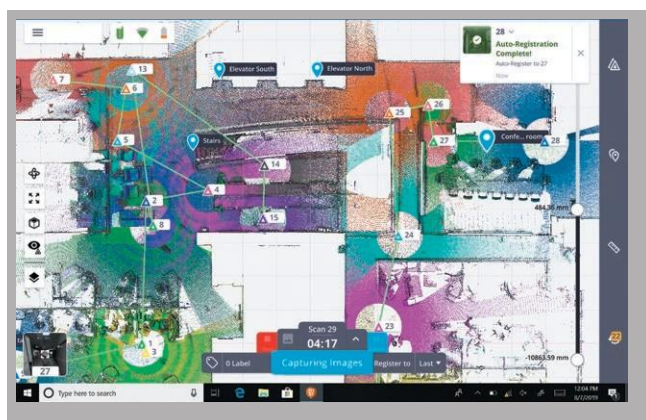 28
Auto-Registration
Complete!
Auto-Register to 27
Now
13
7
6
Elevator South
Elevator North
26
25
5
Stairs
27
Confe... room
28
14
4
2
15
8
484.36 mm
24
23
3
Scan 29
04:17
22
27
0 Label
Capturing Images
Register to
Last
-10863.59 mm
Type here to search
12:04 PM
8/7/2019